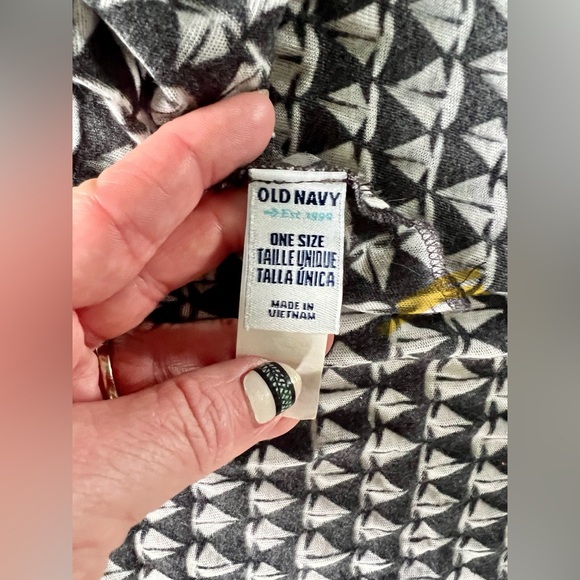 OLD NAVY
Est. 1994
ONE SIZE
TAILLE UNIQUE
TALLA ÚNICA
MADE IN
VIETNAM